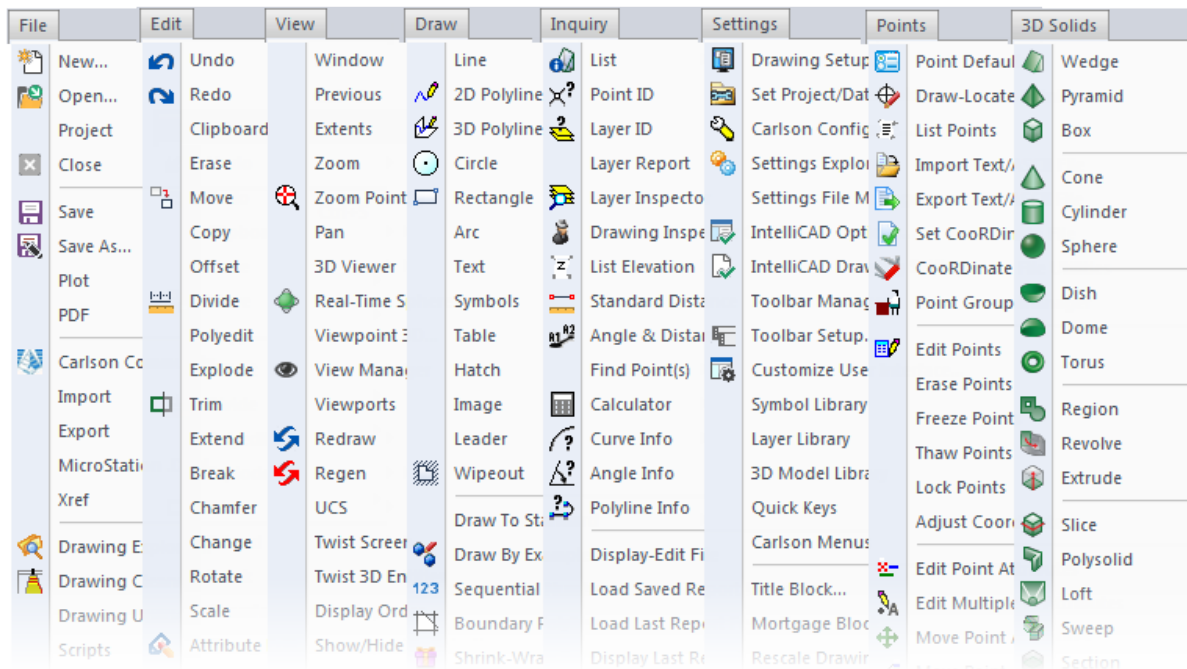 File
New...
Open...
Project
Close
Save
Save As...
Plot
PDF
Carlson Co
Import
Export
MicroStati
Xref
Drawing E
Drawing C
Drawing U
Scripts
Edit
Undo
Redo
Clipboard
Erase
Move
Copy
Offset
Divide
Polyedit
Explode
Trim
Extend
Break
Chamfer
Change
Rotate
Scale
Attribute
View
Window
Previous
Extents
Zoom
Zoom Point
Pan
3D Viewer
Real-Time S
Viewpoint 3
View Mana
Viewports
Redraw
Regen
UCS
Twist Screen
Twist 3D En
Display Ord
Show/Hide
Draw
Line
2D Polyline
3D Polyline
Circle
Rectangle
Arc
Text
Symbols
Table
Hatch
Image
Leader
Wipeout
Draw To Sta
Draw By Exa
123 Sequential
Boundary P
Shrink-Wra
Inquiry
List
Point ID
Layer ID
Layer Report
Layer Inspecto
Drawing Inspe
List Elevation
Standard Dista
Angle & Distan
Find Point(s)
Calculator
Curve Info
Angle Info
Polyline Info
Display-Edit Fi
Load Saved Re
Load Last Repo
Display Last Re
Settings
Drawing Setup
Set Project/Dat
Carlson Config
Settings Explor
Settings File M
IntelliCAD Opt
IntelliCAD Draw
Toolbar Manag
Toolbar Setup.
Customize Use
Symbol Library
Layer Library
3D Model Libra
Quick Keys
Carlson Menus
Title Block...
Mortgage Bloc
Rescale Drawin
Points
Point Defaul
Draw-Locate
List Points
Import Text/A
Export Text/A
Set CooRDin
CooRDinate
Point Group
Edit Points
Erase Points
Freeze Point
Thaw Points
Lock Points
Adjust Coord
Edit Point At
Edit Multiple
Move Point A
3D Solids
Wedge
Pyramid
Box
Cone
Cylinder
Sphere
Dish
Dome
Torus
Region
Revolve
Extrude
Slice
Polysolid
Loft
Sweep
Section